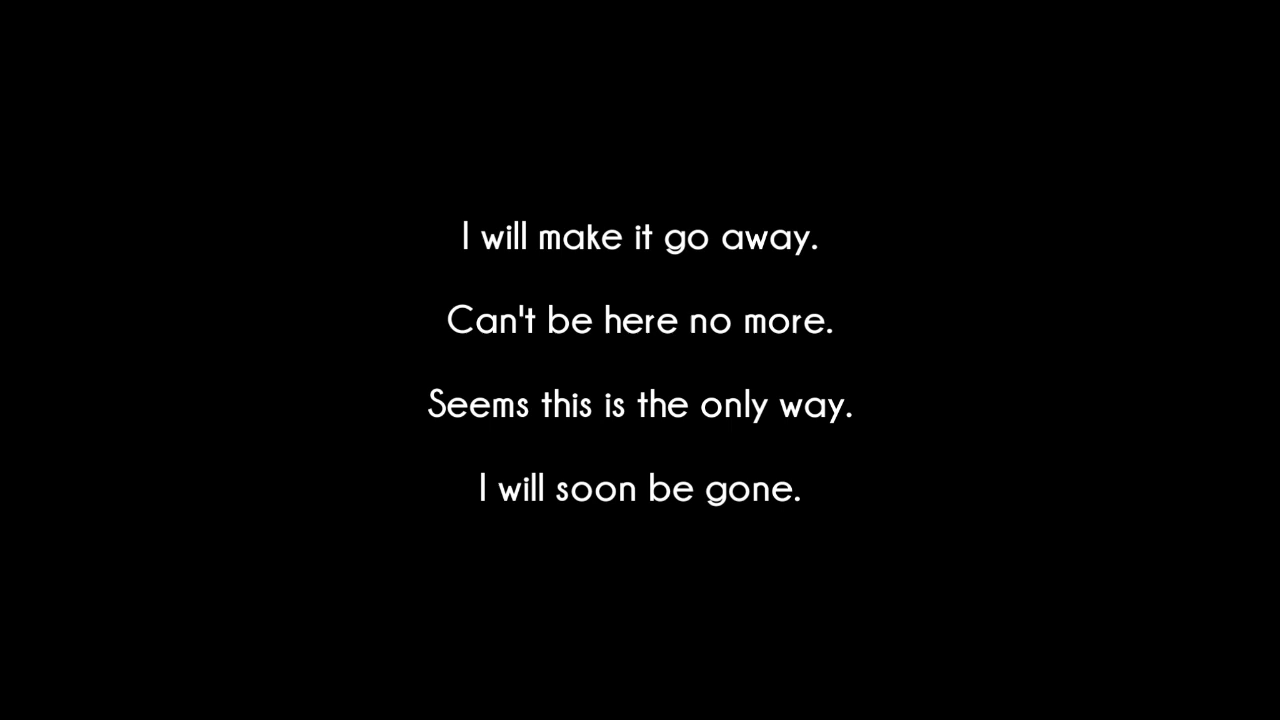 I will make it go away.
Can't be here no more.
Seems this is the only way.
I will soon be gone.